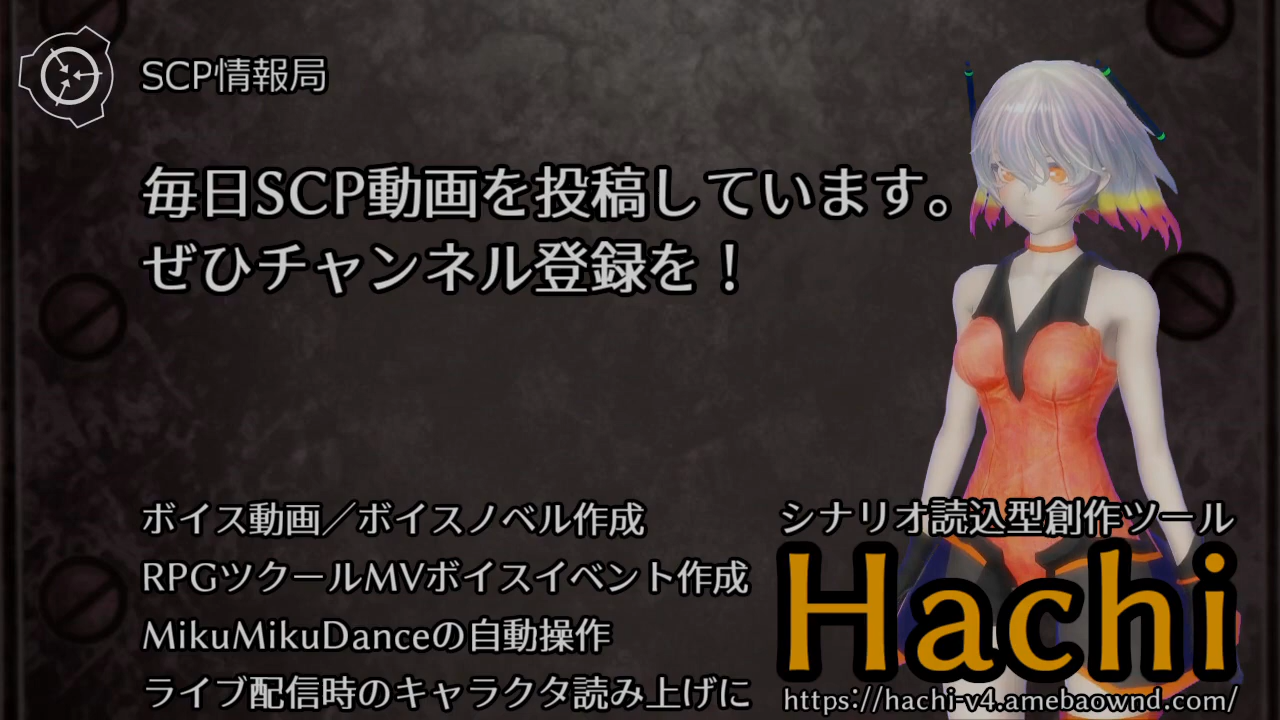 SCP情報局
毎日SCP動画を投稿しています。
ぜひチャンネル登録を！
ボイス動画／ボイスノベル作成
RPGツクールMVボイスイベント作成
MikuMikuDanceの自動操作
ライブ配信時のキャラクタ読み上げに
シナリオ読込型創作ツール
Hachi
https://hachi-v4.amebaownd.com/